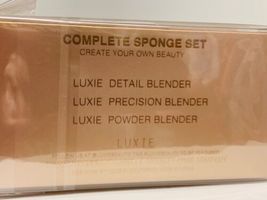 COMPLETE SPONGE SET
CREATE YOUR OWN BEAUTY
LUXIE DETAIL BLENDER
LUXIE PRECISION BLENDER
LUXIE POWDER BLENDER
LUXIE